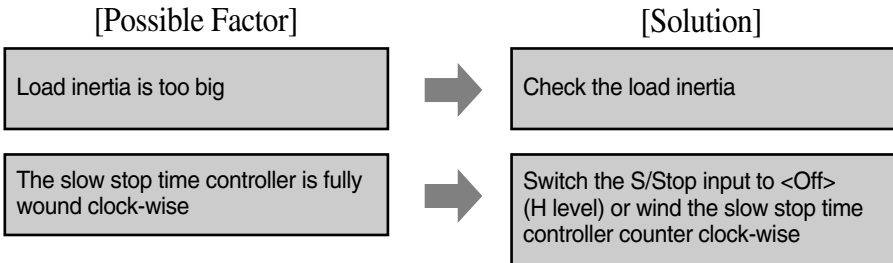 [Possible Factor]
[Solution]
Load inertia is too big
Check the load inertia
The slow stop time controller is fully
wound clock-wise
Switch the S/Stop input to <Off>
(H level) or wind the slow stop time
controller counter clock-wise